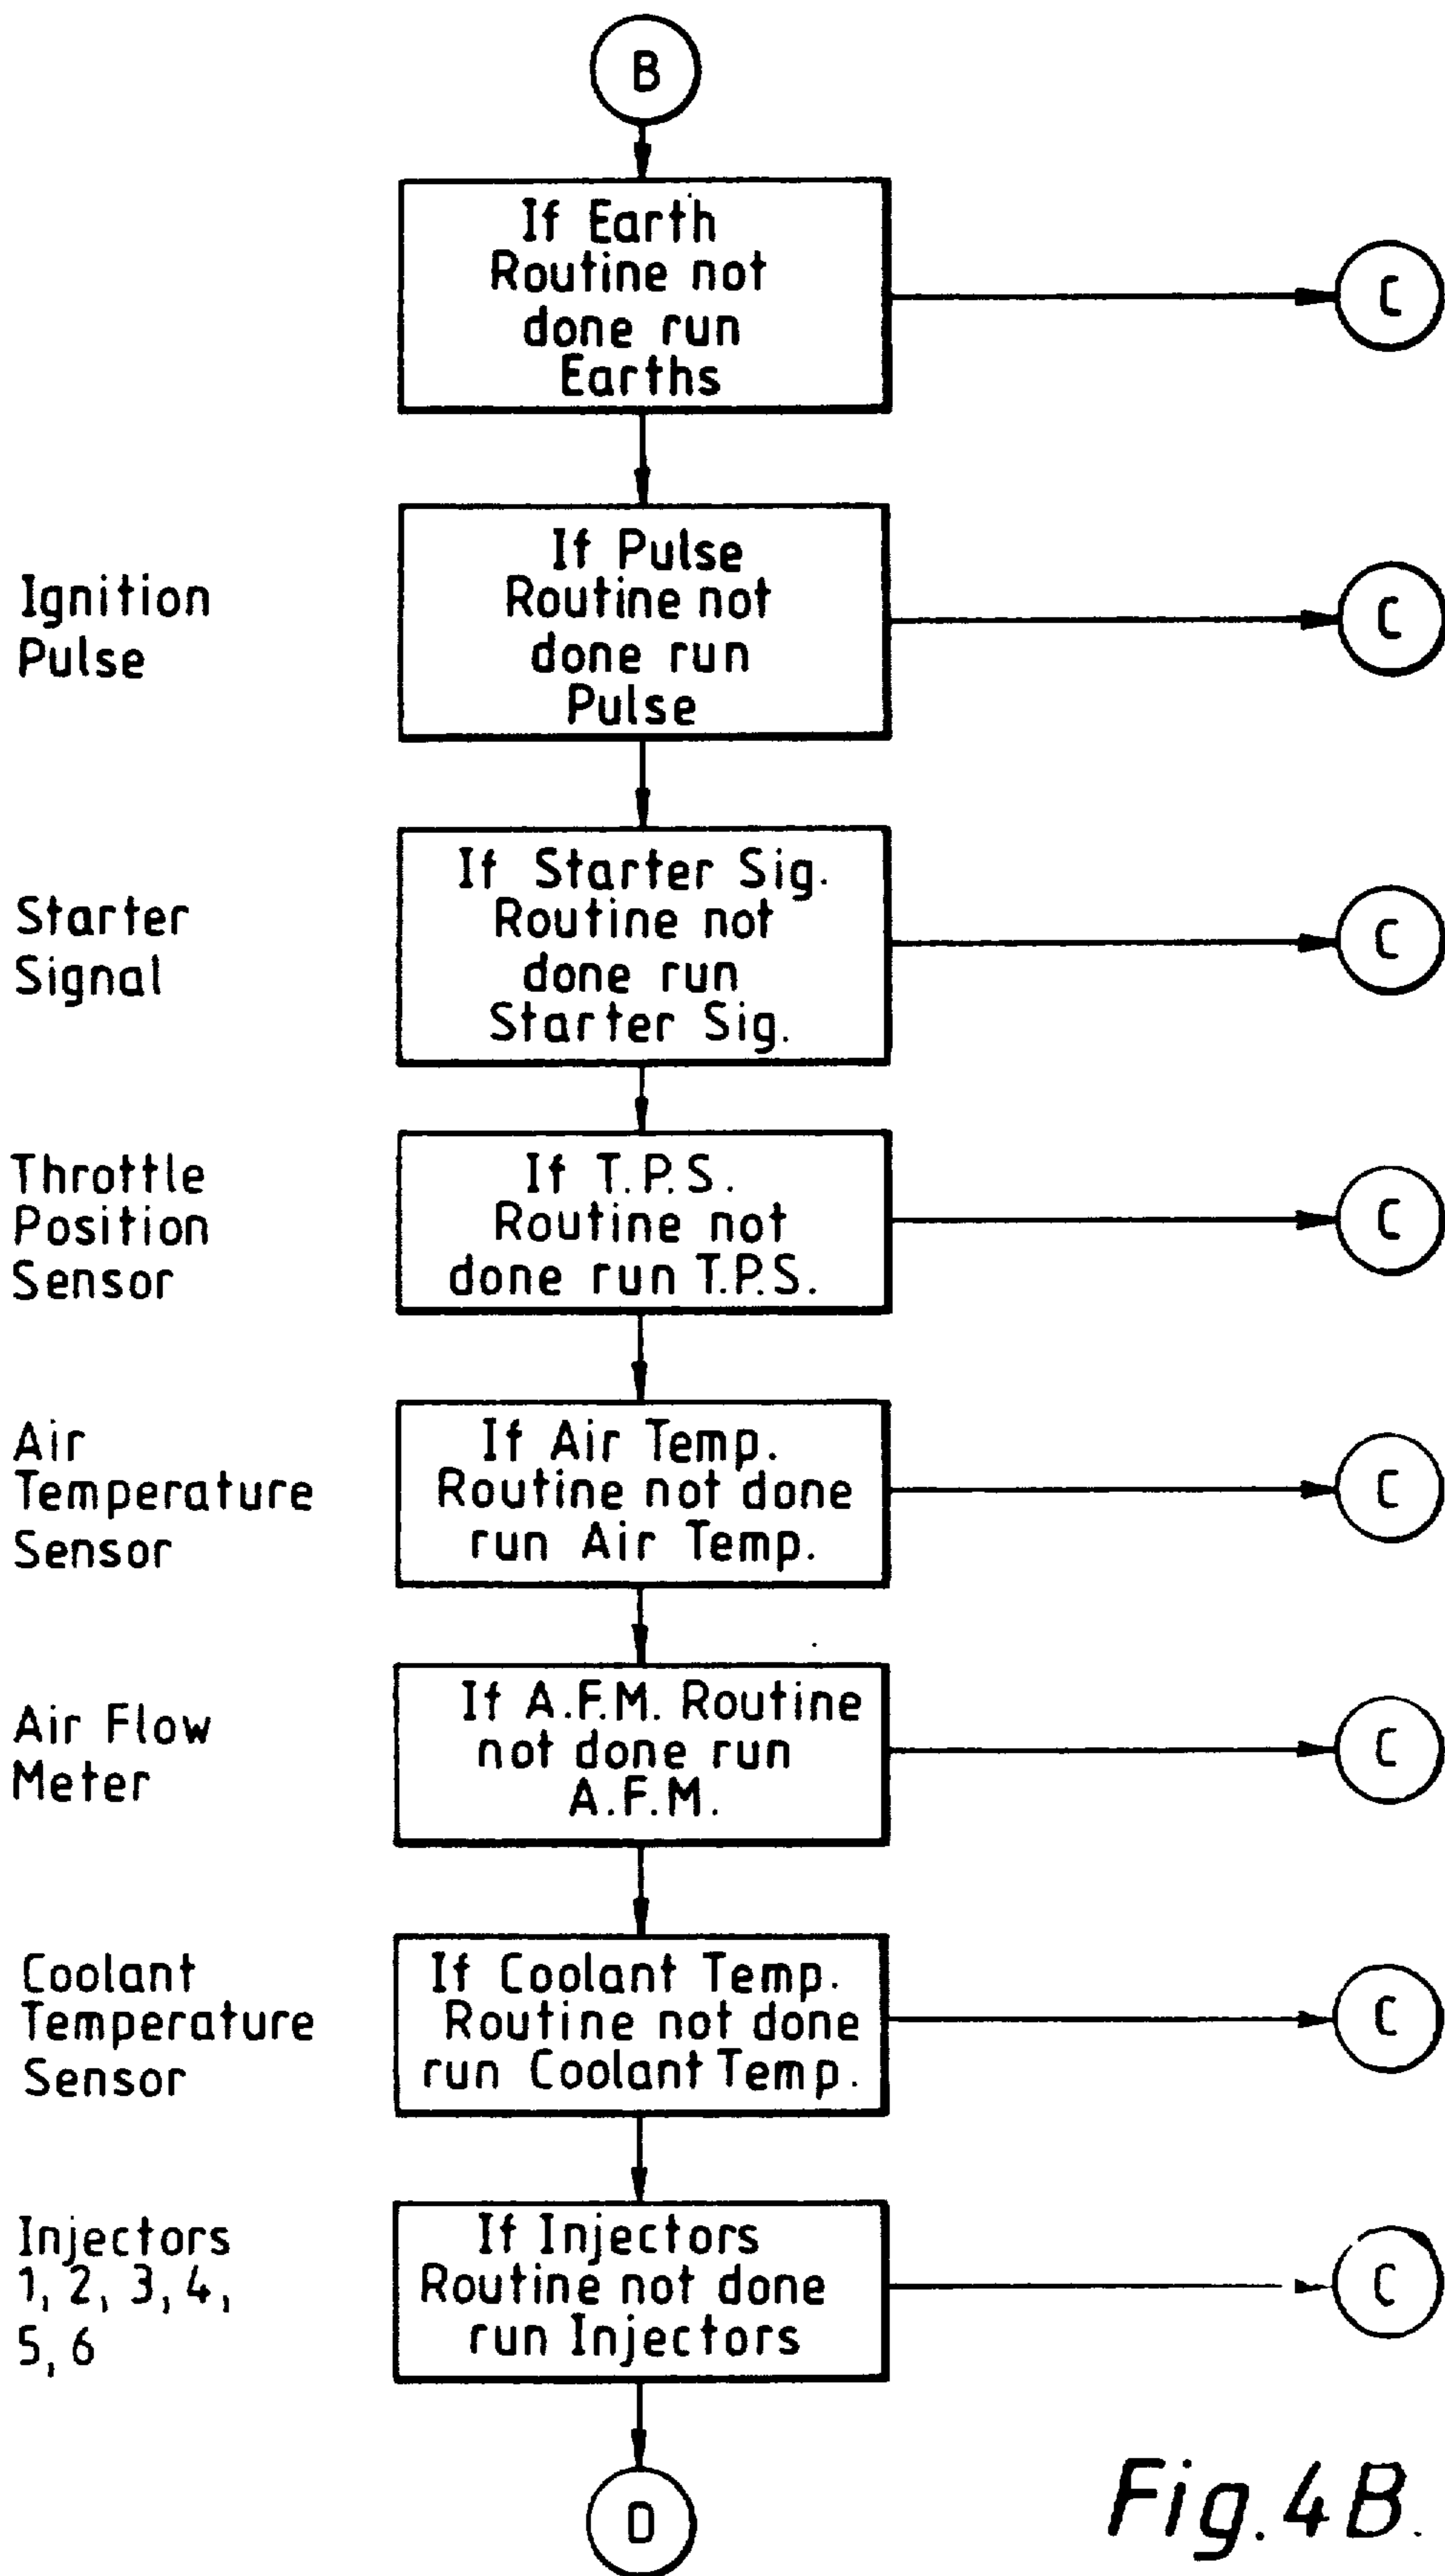 B
If Earth
Routine not
done run
Earths
C
Ignition
Pulse
If Pulse
Routine not
done run
Pulse
C
Starter
Signal
If Starter Sig.
Routine not
done run
Starter Sig.
C
Throttle
Position
Sensor
If T.P.S.
Routine not
done run T.P.S.
C
Air
Temperature
Sensor
If Air Temp.
Routine not done
run Air Temp.
C
Air Flow
Meter
If A.F.M. Routine
not done run
A.F.M.
C
Coolant
Temperature
Sensor
If Coolant Temp.
Routine not done
run Coolant Temp.
C
Injectors
1, 2, 3, 4,
5, 6
If Injectors
Routine not done
run Injectors
C
D
Fig.4B.